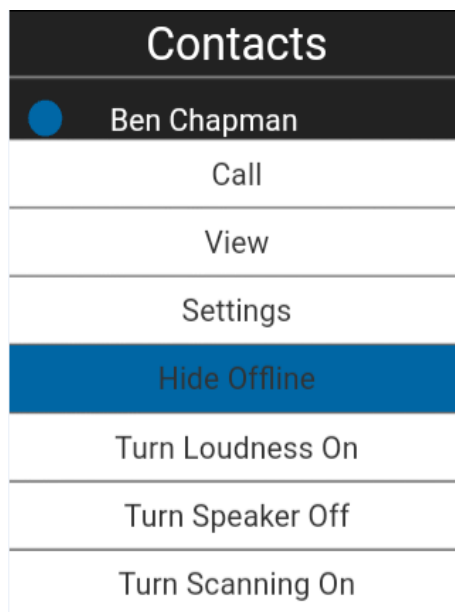 Contacts
Ben Chapman
Call
View
Settings
Hide Offline
Turn Loudness On
Turn Speaker Off
Turn Scanning On